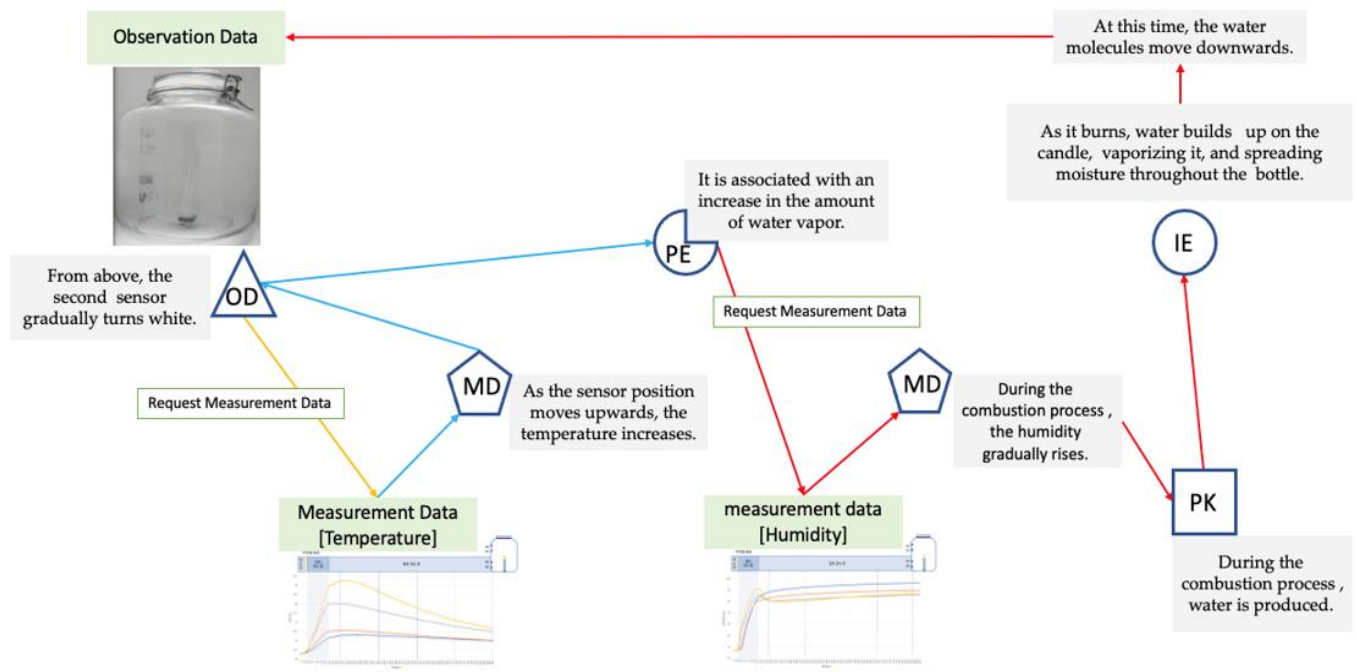 Observation Data
At this time, the water
molecules move downwards.
As it burns, water builds up on the
candle, vaporizing it, and spreading
moisture throughout the bottle.
It is associated with an
increase in the amount
of water vapor.
PE
IE
From above, the
second sensor
gradually turns white.
OD
Request Measurement Data
Request Measurement Data
MD
As the sensor position
moves upwards, the
temperature increases.
MD
During the
combustion process ,
the humidity
gradually rises.
PK
Measurement Data
[Temperature]
measurement data
[Humidity]
During the
combustion process ,
water is produced.